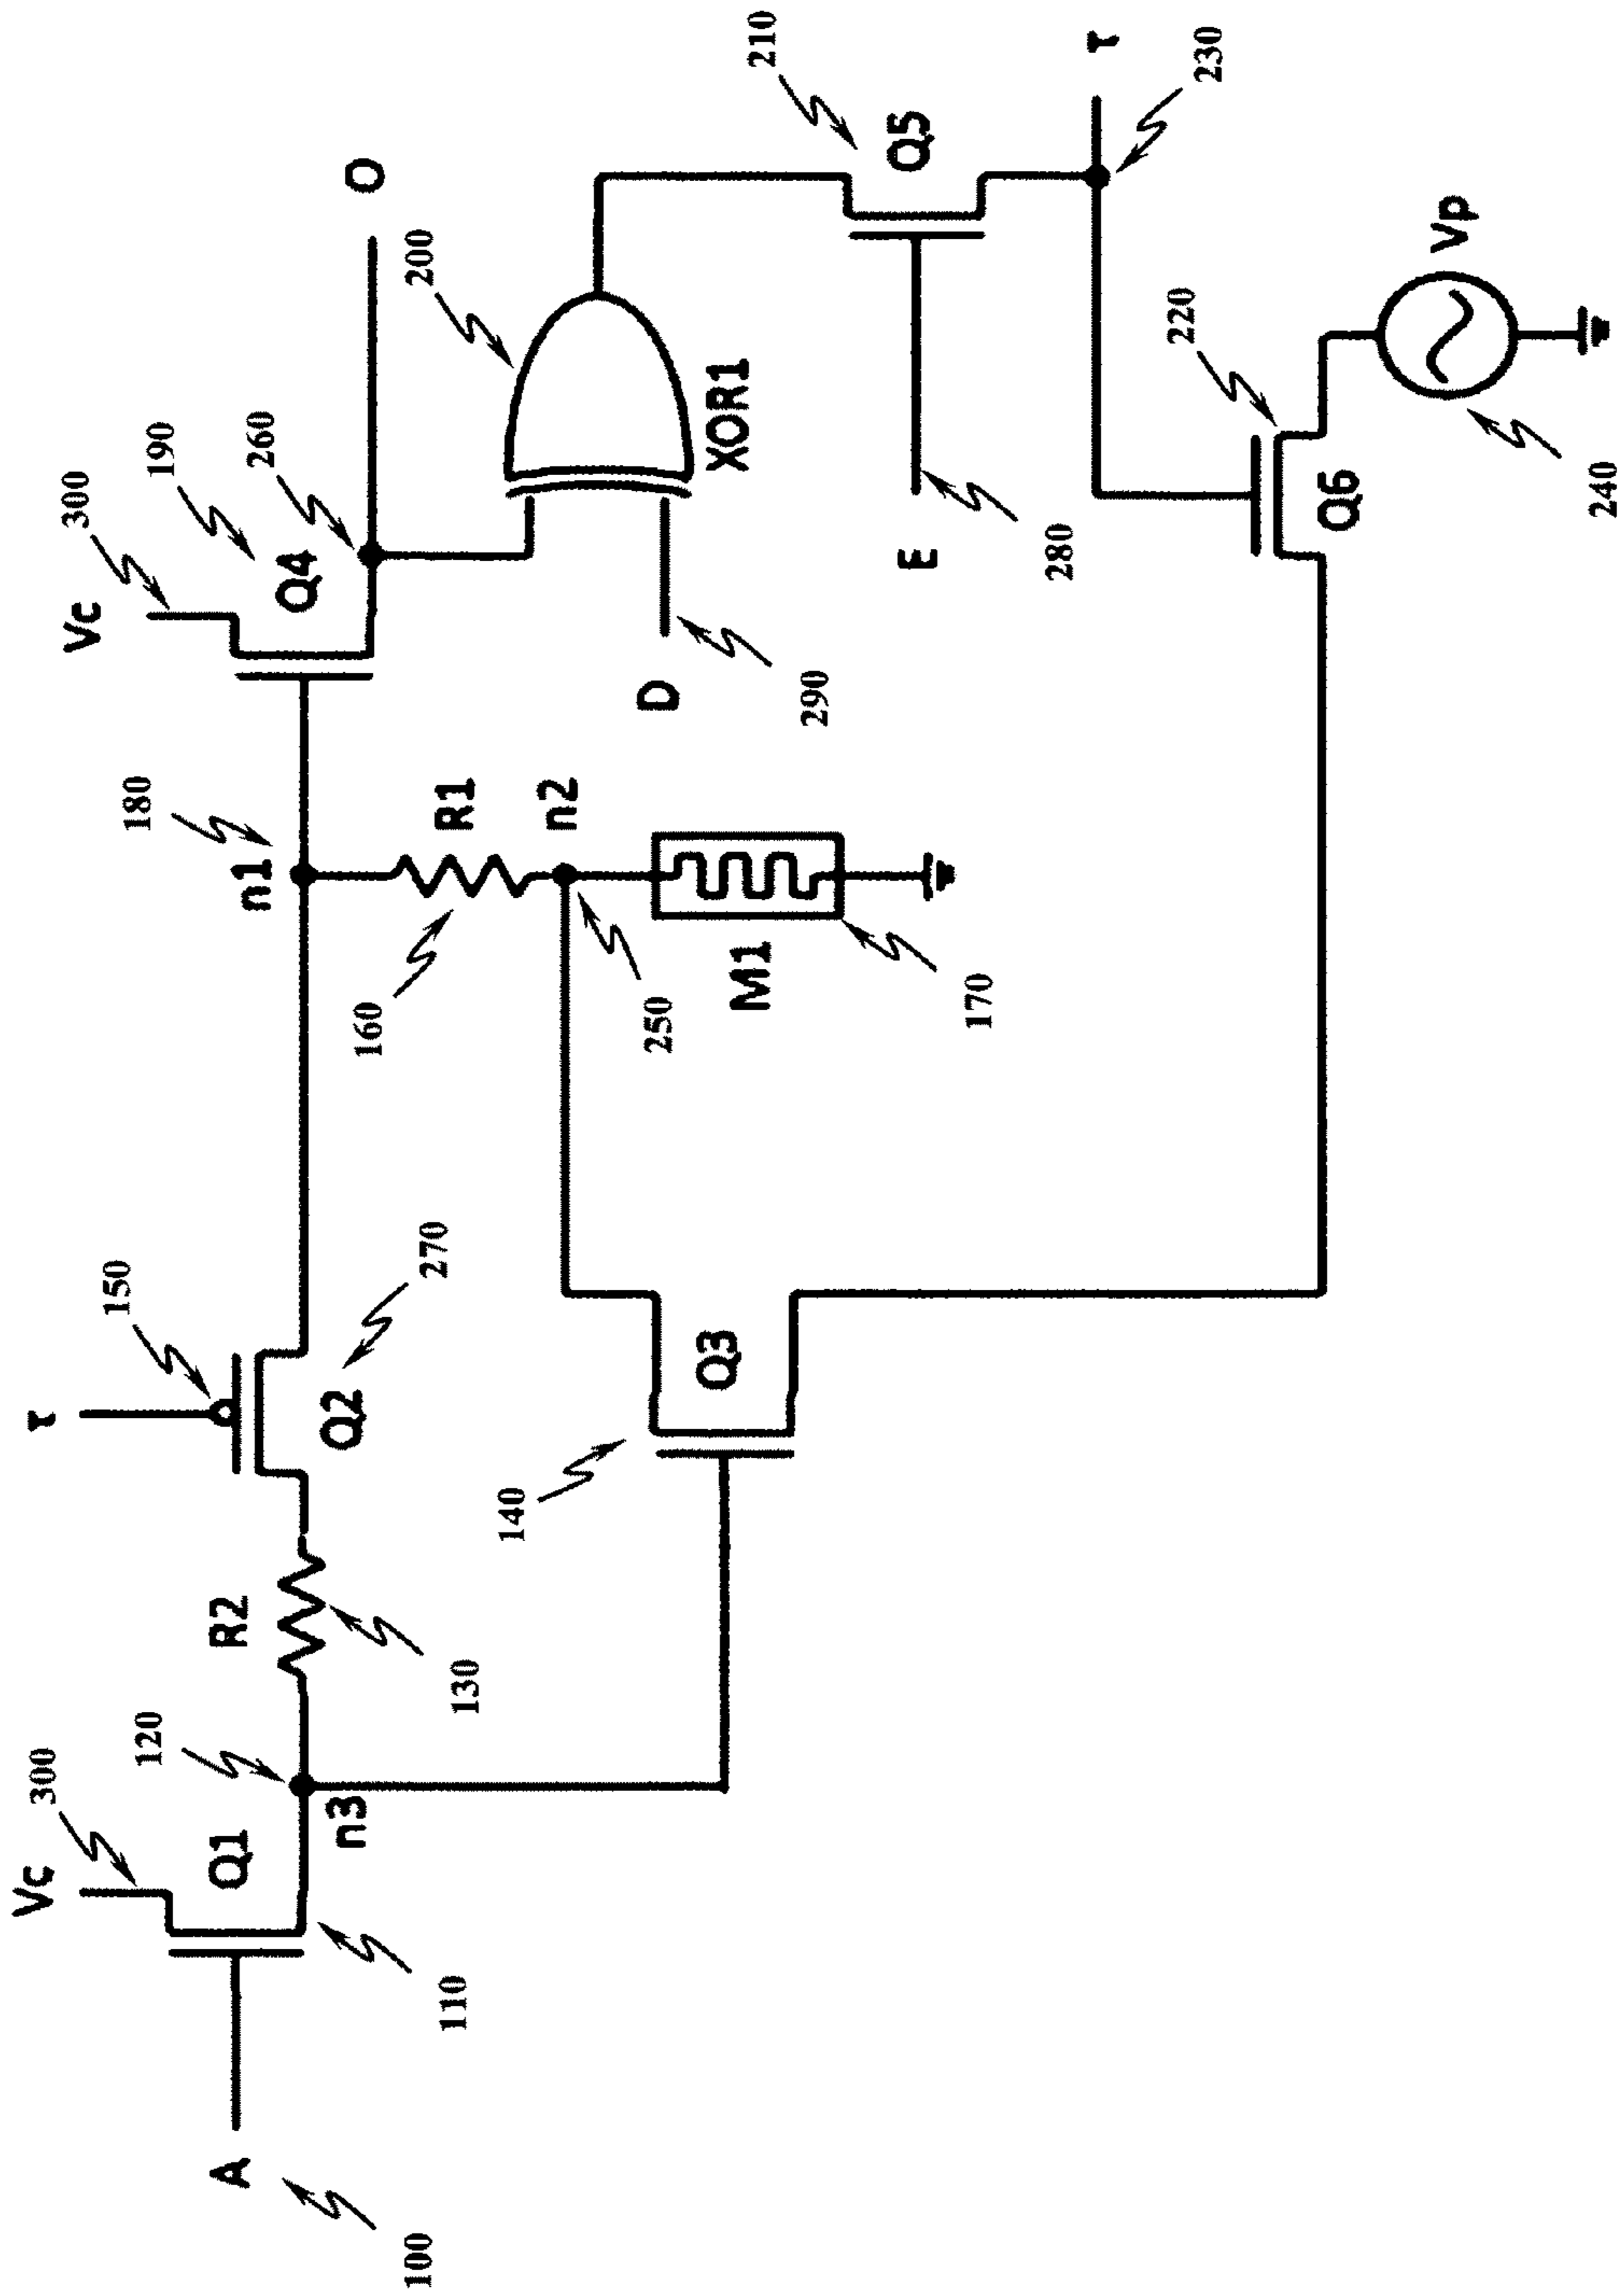 100
A
110
Vc
300
Q1
n3
120
R2
130
τ
150
Q2
270
140
Q3
n1
180
160
R1
n2
250
M1
170
Vc
300
190
Q4
260
O
D
290
200
XOR1
E
280
210
Q5
τ
230
220
Q6
Vp
240